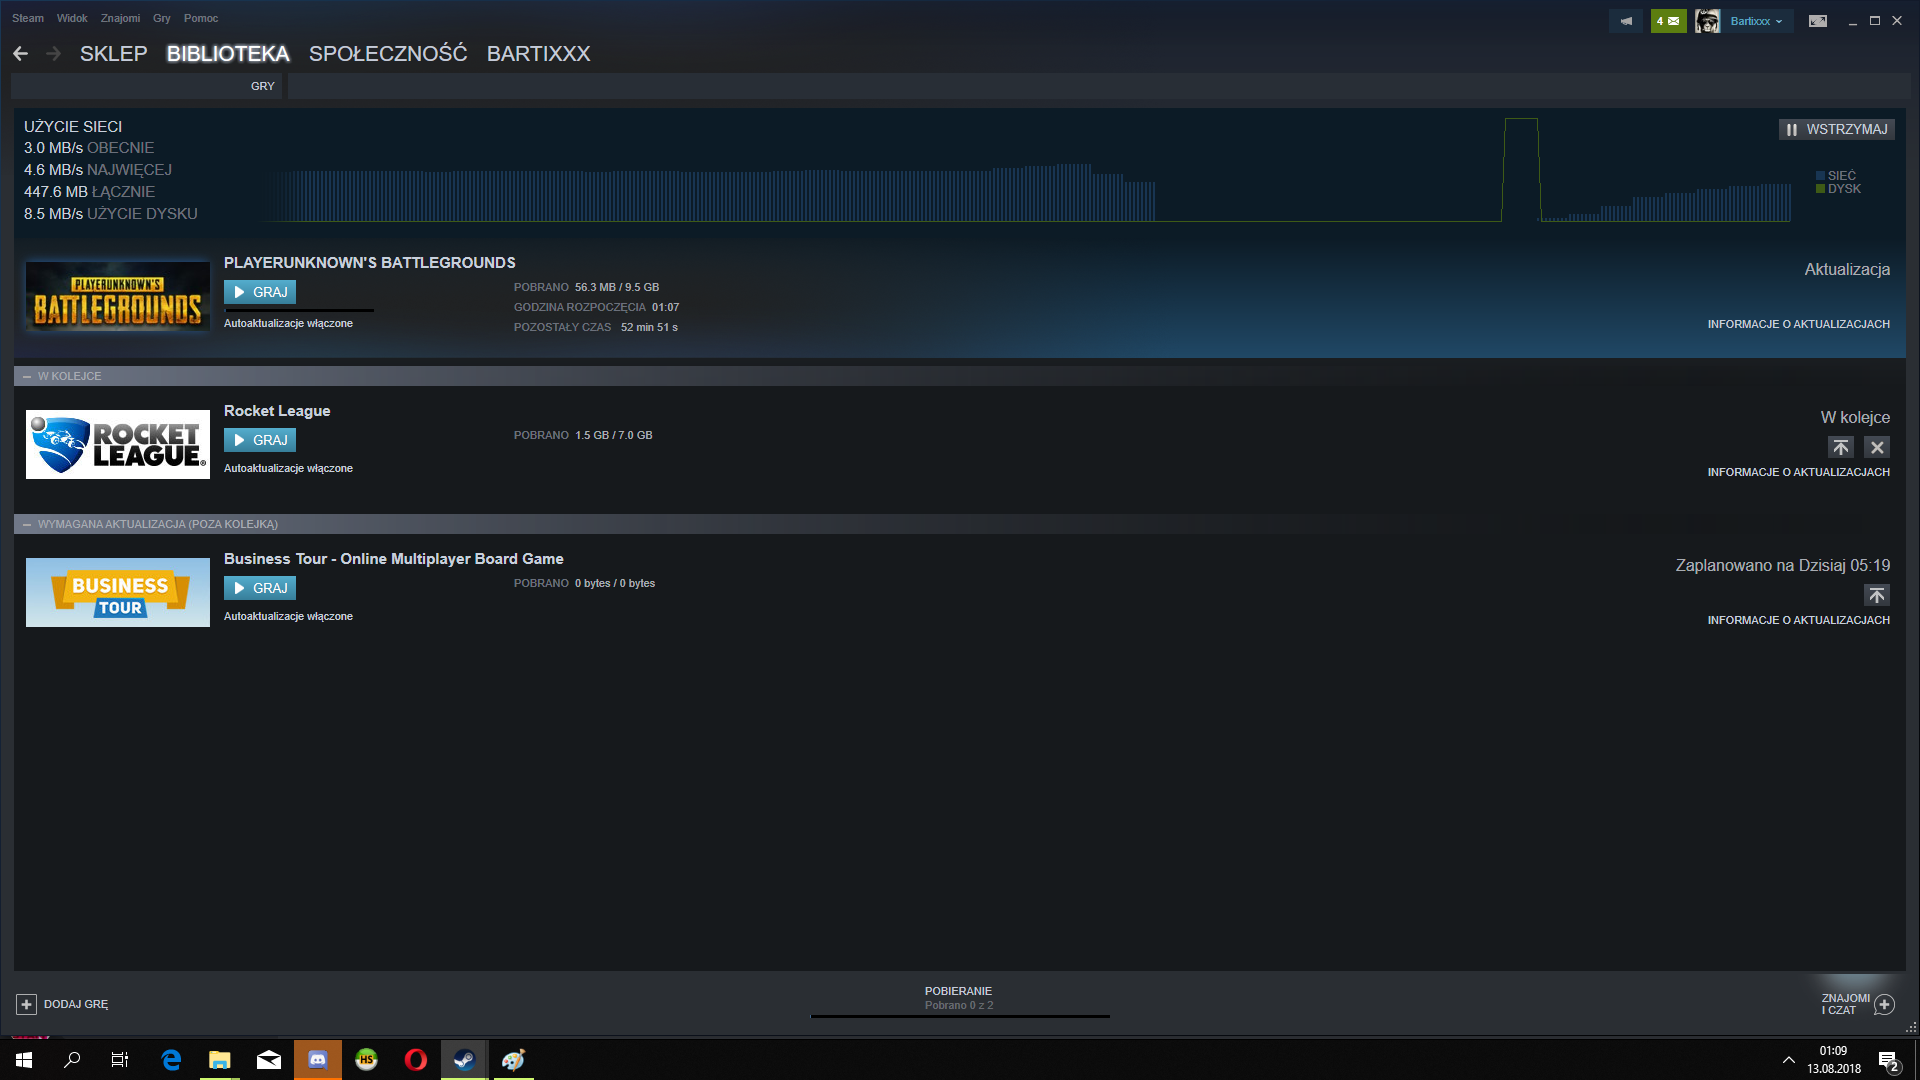 Steam Widok Znajomi Gry Pomoc
4
Bartixxx
SKLEP BIBLIOTEKA SPOŁECZNOŚĆ BARTIXXX
GRY
UŻYCIE SIECI
3.0 MB/s OBECNIE
4.6 MB/s NAJWIĘCEJ
447.6 MB ŁĄCZNIE
8.5 MB/s UŻYCIE DYSKU
WSTRZYMAJ
SIEĆ
DYSK
PLAYERUNKNOWN'S
BATTLEGROUNDS
PLAYERUNKNOWN'S BATTLEGROUNDS
GRAJ
Autoaktualizacje włączone
POBRANO 56.3 MB / 9.5 GB
GODZINA ROZPOCZĘCIA 01:07
POZOSTAŁY CZAS 52 min 51 s
Aktualizacja
INFORMACJE O AKTUALIZACJACH
W KOLEJCE
ROCKET
LEAGUE
Rocket League
GRAJ
Autoaktualizacje włączone
POBRANO 1.5 GB / 7.0 GB
W kolejce
INFORMACJE O AKTUALIZACJACH
WYMAGANA AKTUALIZACJA (POZA KOLEJKĄ)
BUSINESS
TOUR
Business Tour - Online Multiplayer Board Game
GRAJ
Autoaktualizacje włączone
POBRANO 0 bytes / 0 bytes
Zaplanowano na Dzisiaj 05:19
INFORMACJE O AKTUALIZACJACH
DODAJ GRĘ
POBIERANIE
Pobrano 0 z 2
ZNAJOMI
I CZAT
HS
01:09
13.08.2018
2